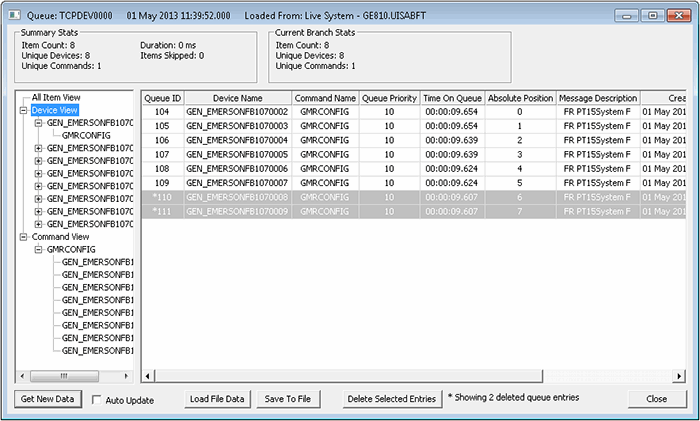 Queue: TCPDEV0000 01 May 2013 11:39:52.000 Loaded From: Live System - GE810.UISABFT
Summary Stats
Item Count: 8 Duration: 0 ms
Unique Devices: 8 Items Skipped: 0
Unique Commands: 1
Current Branch Stats
Item Count: 8
Unique Devices: 8
Unique Commands: 1
All Item View
Device View
GEN_EMERSONFB1070
GMRCONFIG
GEN_EMERSONFB1070
GEN_EMERSONFB1070
GEN_EMERSONFB1070
GEN_EMERSONFB1070
GEN_EMERSONFB1070
GEN_EMERSONFB1070
GEN_EMERSONFB1070
Command View
GMRCONFIG
GEN_EMERSONFB1
GEN_EMERSONFB1
GEN_EMERSONFB1
GEN_EMERSONFB1
GEN_EMERSONFB1
GEN_EMERSONFB1
GEN_EMERSONFB1
GEN_EMERSONFB1
Queue ID Device Name Command Name Queue Priority Time On Queue Absolute Position Message Description Crea
104 GEN_EMERSONFB1070002 GMRCONFIG 10 00:00:09.654 0 FR PT15System F 01 May 201
105 GEN_EMERSONFB1070003 GMRCONFIG 10 00:00:09.654 1 FR PT15System F 01 May 201
106 GEN_EMERSONFB1070004 GMRCONFIG 10 00:00:09.639 2 FR PT15System F 01 May 201
107 GEN_EMERSONFB1070005 GMRCONFIG 10 00:00:09.639 3 FR PT15System F 01 May 201
108 GEN_EMERSONFB1070006 GMRCONFIG 10 00:00:09.624 4 FR PT15System F 01 May 201
109 GEN_EMERSONFB1070007 GMRCONFIG 10 00:00:09.624 5 FR PT15System F 01 May 201
*110 GEN_EMERSONFB1070008 GMRCONFIG 10 00:00:09.607 6 FR PT15System F 01 May 201
*111 GEN_EMERSONFB1070009 GMRCONFIG 10 00:00:09.607 7 FR PT15System F 01 May 201
Get New Data Auto Update Load File Data Save To File Delete Selected Entries * Showing 2 deleted queue entries Close